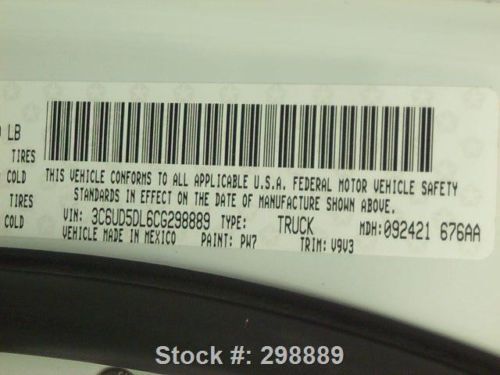 LB
TIRES
COLD
TIRES
COLD
THIS VEHICLE CONFORMS TO ALL APPLICABLE U.S.A. FEDERAL MOTOR VEHICLE SAFETY
STANDARDS IN EFFECT ON THE DATE OF MANUFACTURE SHOWN ABOVE.
VIN: 3C6UD5DL6CG298889 TYPE: TRUCK MDH: 092421 676AA
VEHICLE MADE IN MEXICO PAINT: PW7 TRIM: V9V3
Stock #: 298889